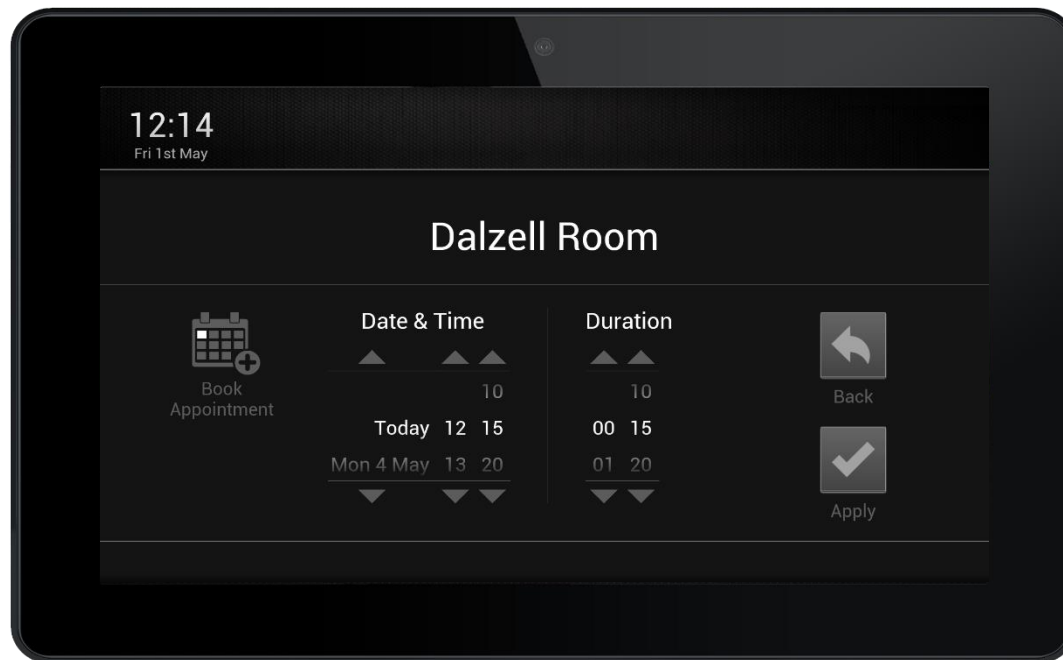 12:14
Fri 1st May
Dalzell Room
Book
Appointment
Date & Time
10
Today 12 15
Mon 4 May 13 20
Duration
10
00 15
01 20
Back
Apply